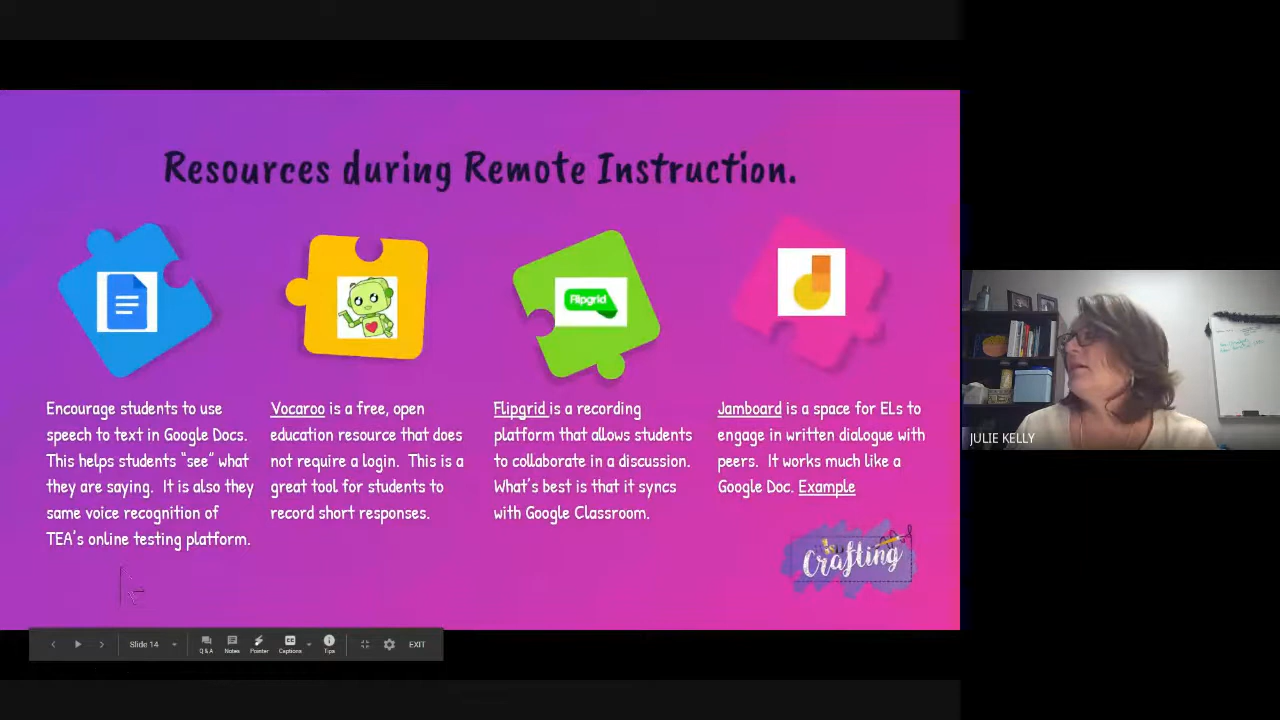 Resources during Remote Instruction.
Flipgrid
Encourage students to use
speech to text in Google Docs.
This helps students "see" what
they are saying. It is also they
same voice recognition of
TEA's online testing platform.
Vocaroo is a free, open
education resource that does
not require a login. This is a
great tool for students to
record short responses.
Flipgrid is a recording
platform that allows students
to collaborate in a discussion.
What's best is that it syncs
with Google Classroom.
Jamboard is a space for ELs to
engage in written dialogue with
peers. It works much like a
Google Doc. Example
Crafting
JULIE KELLY
Slide 14
Q & A
Notes
Pointer
CC
Captions
Tips
EXIT